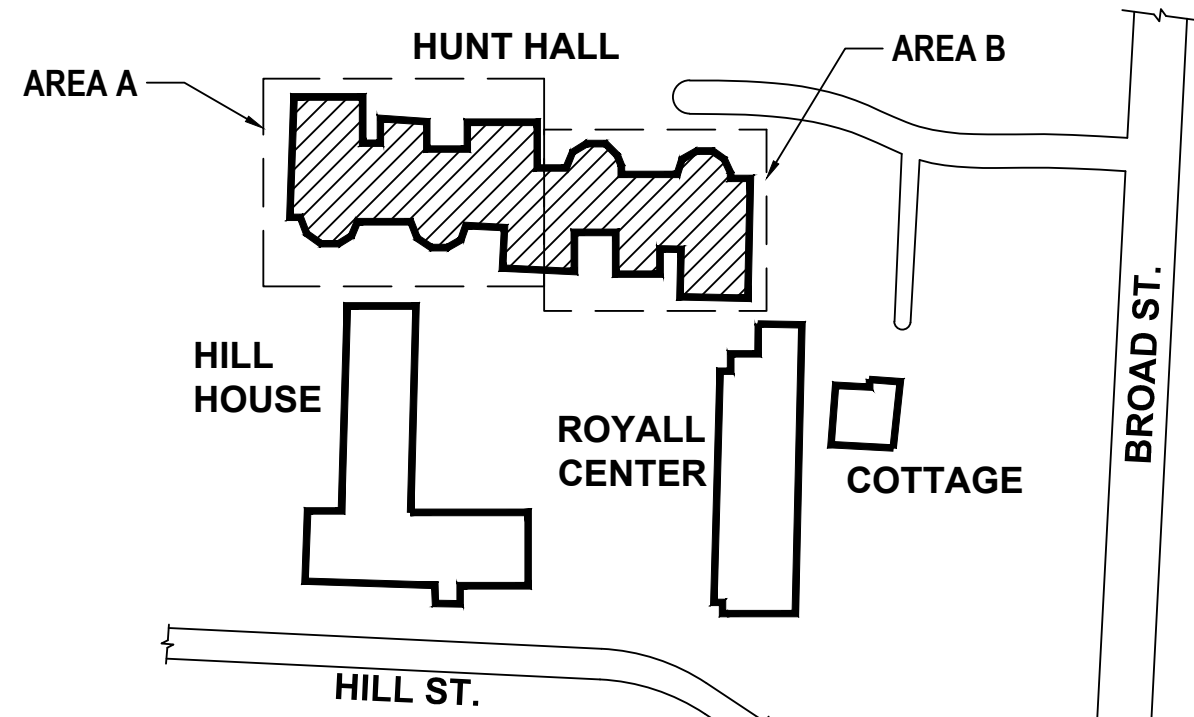 HUNT HALL
AREA B
AREA A
HILL
HOUSE
ROYALL
CENTER
COTTAGE
BROAD ST.
HILL ST.